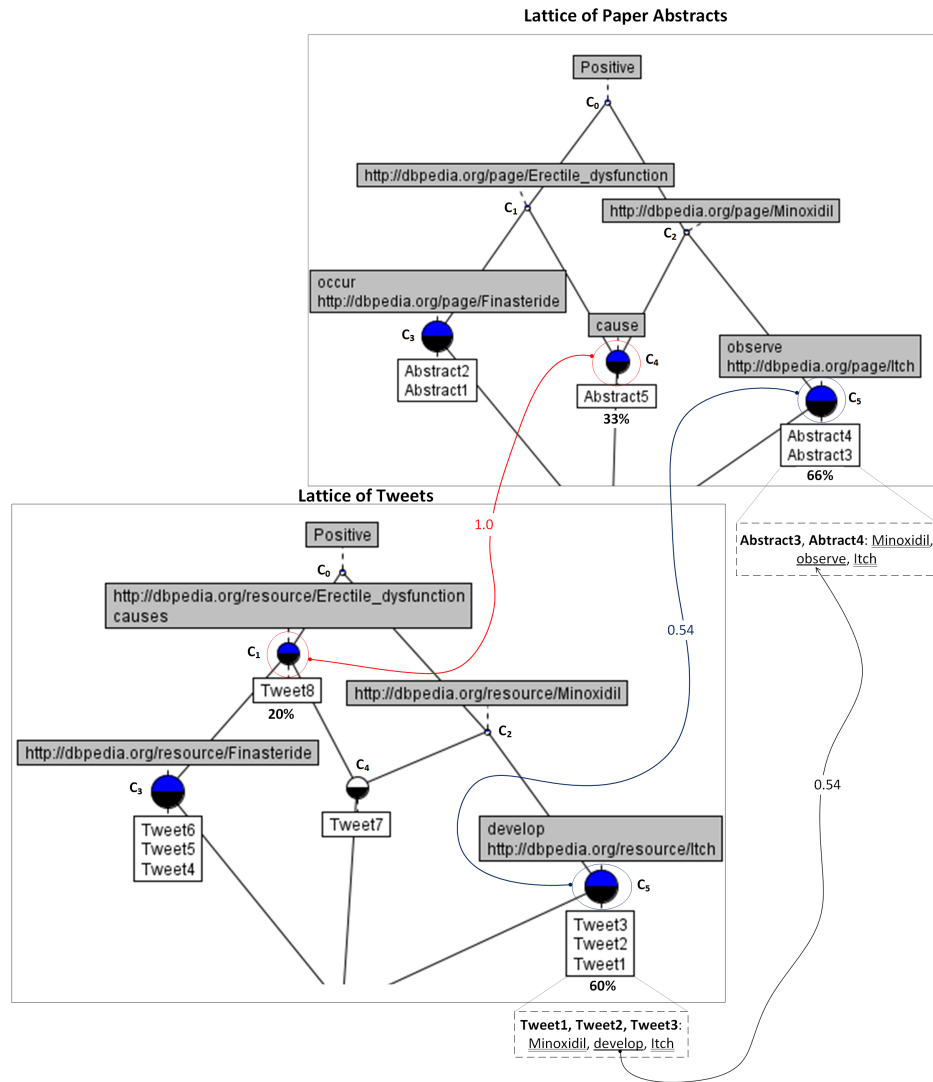 Lattice of Paper Abstracts
Positive
C0
http://dbpedia.org/page/Erectile_dysfunction
C1
http://dbpedia.org/page/Minoxidil
C2
occur
http://dbpedia.org/page/Finasteride
C3
Abstract2
Abstract1
cause
C4
Abstract5
33%
observe
http://dbpedia.org/page/Itch
C5
Abstract4
Abstract3
66%
Abstract3, Abtract4: Minoxidil,
observe, Itch
Lattice of Tweets
1.0
Positive
C0
http://dbpedia.org/resource/Erectile_dysfunction
causes
C1
Tweet8
20%
0.54
http://dbpedia.org/resource/Minoxidil
C2
http://dbpedia.org/resource/Finasteride
C3
Tweet6
Tweet5
Tweet4
C4
Tweet7
0.54
develop
http://dbpedia.org/resource/Itch
C5
Tweet3
Tweet2
Tweet1
60%
Tweet1, Tweet2, Tweet3:
Minoxidil, develop, Itch